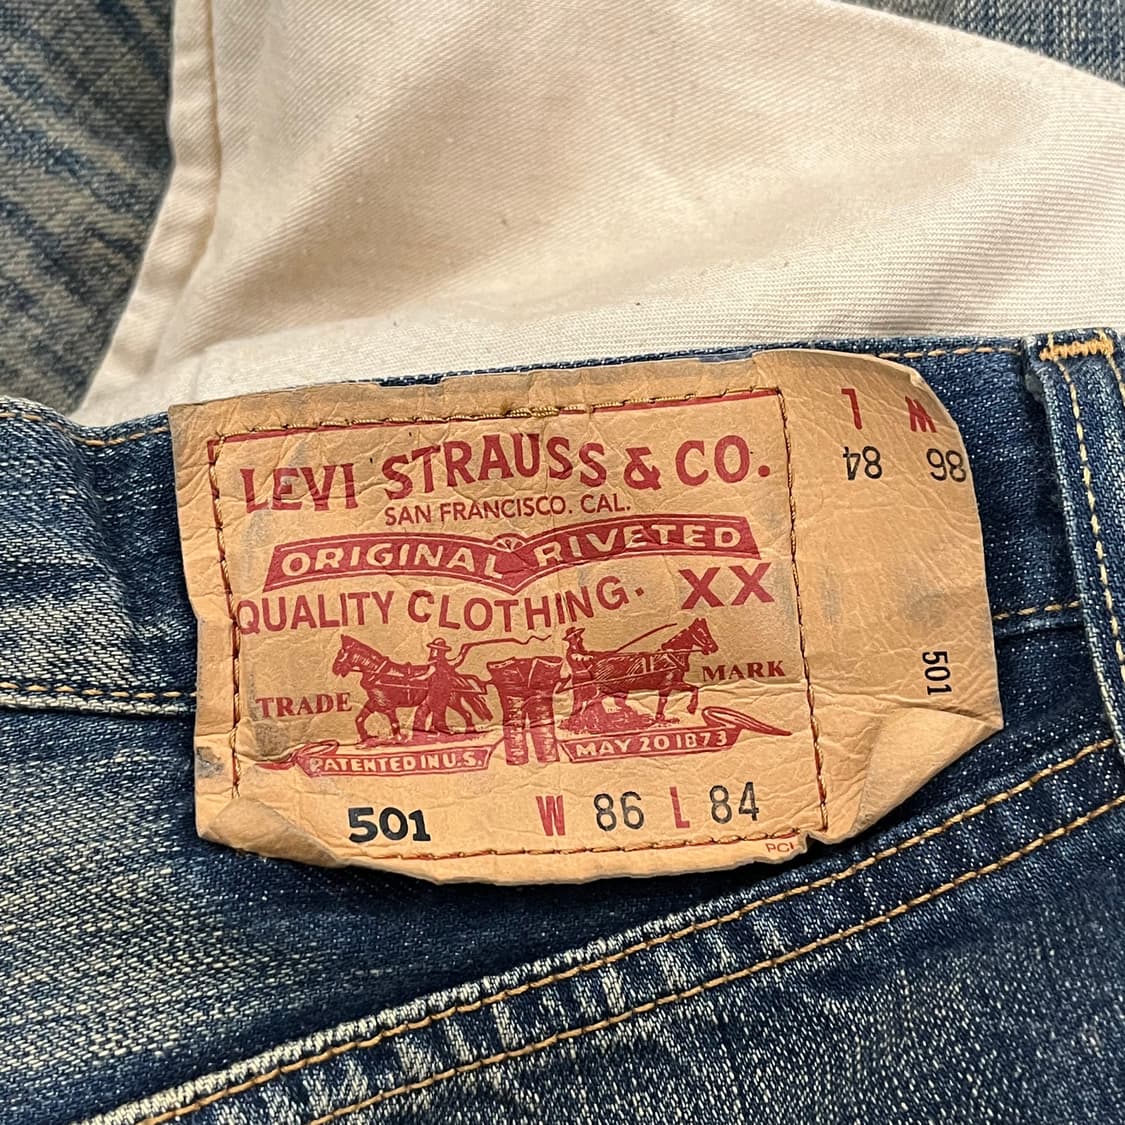 LEVI STRAUSS & CO.
SAN FRANCISCO. CAL.
ORIGINAL RIVETED
QUALITY CLOTHING. XX
TRADE MARK
PATENTED IN U.S. MAY 20 1873
501 W 86 L 84
L W
84 86
501